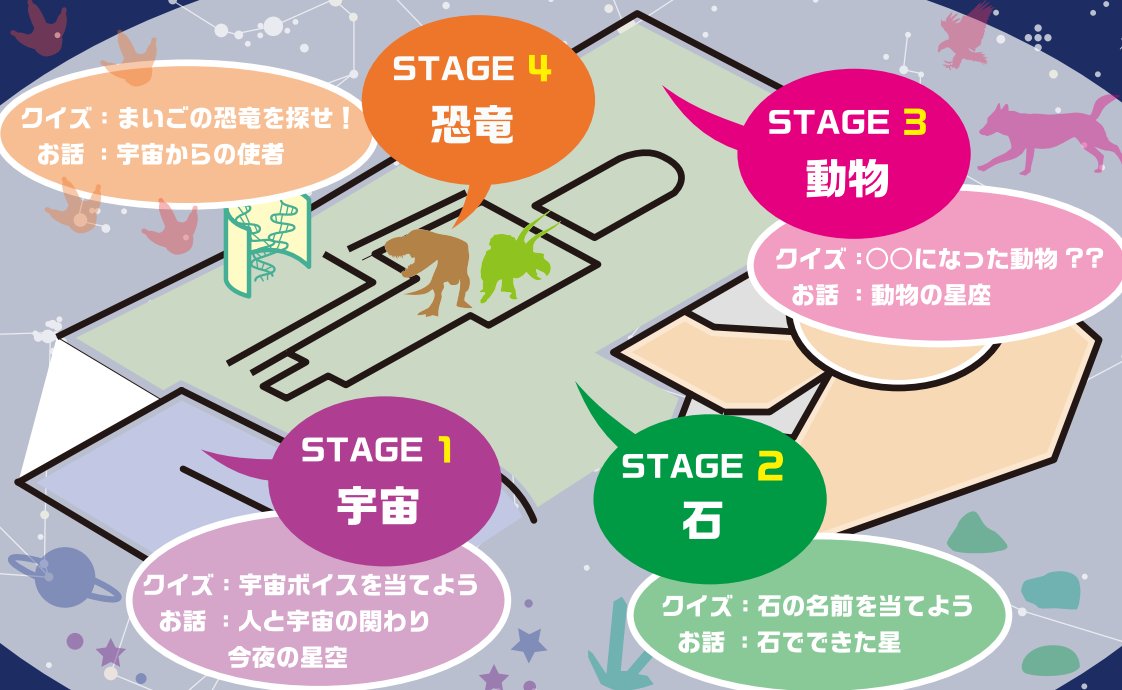 STAGE 4
恐竜
クイズ：まいごの恐竜を探せ！
お話 ：宇宙からの使者
STAGE 3
動物
クイズ：○○になった動物？？
お話 ：動物の星座
STAGE 1
宇宙
クイズ：宇宙ボイスを当てよう
お話 ：人と宇宙の関わり
今夜の星空
STAGE 2
石
クイズ：石の名前を当てよう
お話 ：石でできた星